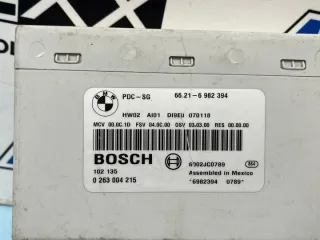 BMW
PDC-SG 66.21-6 982 394
HW02 AI01 DI9EU 070118
MCV 00.0C.1D FSV 04.0C.00 OSV 03.03.00 RES 00.00.00
BOSCH
6902JC0789
102 135
Assembled in Mexico
0 263 004 215
*6982394 0789*